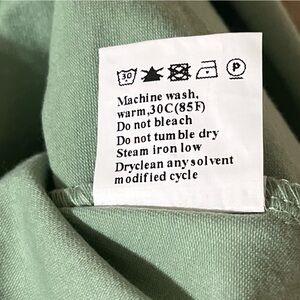 30 P
Machine wash,
warm,30C(85F)
Do not bleach
Do not tumble dry
Steam iron low
Dryclean any solvent
modified cycle